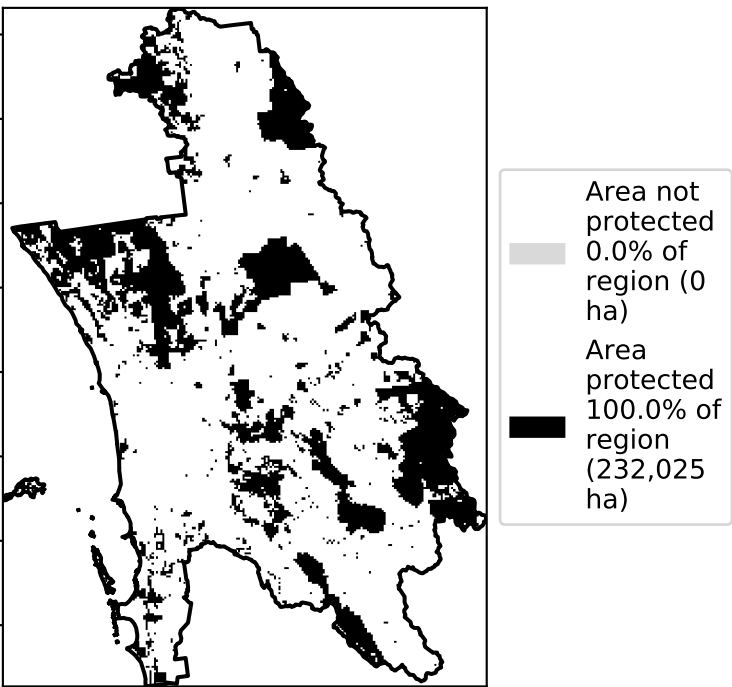 Area not
protected
0.0% of
region (0
ha)
Area
protected
100.0% of
region
(232,025
ha)